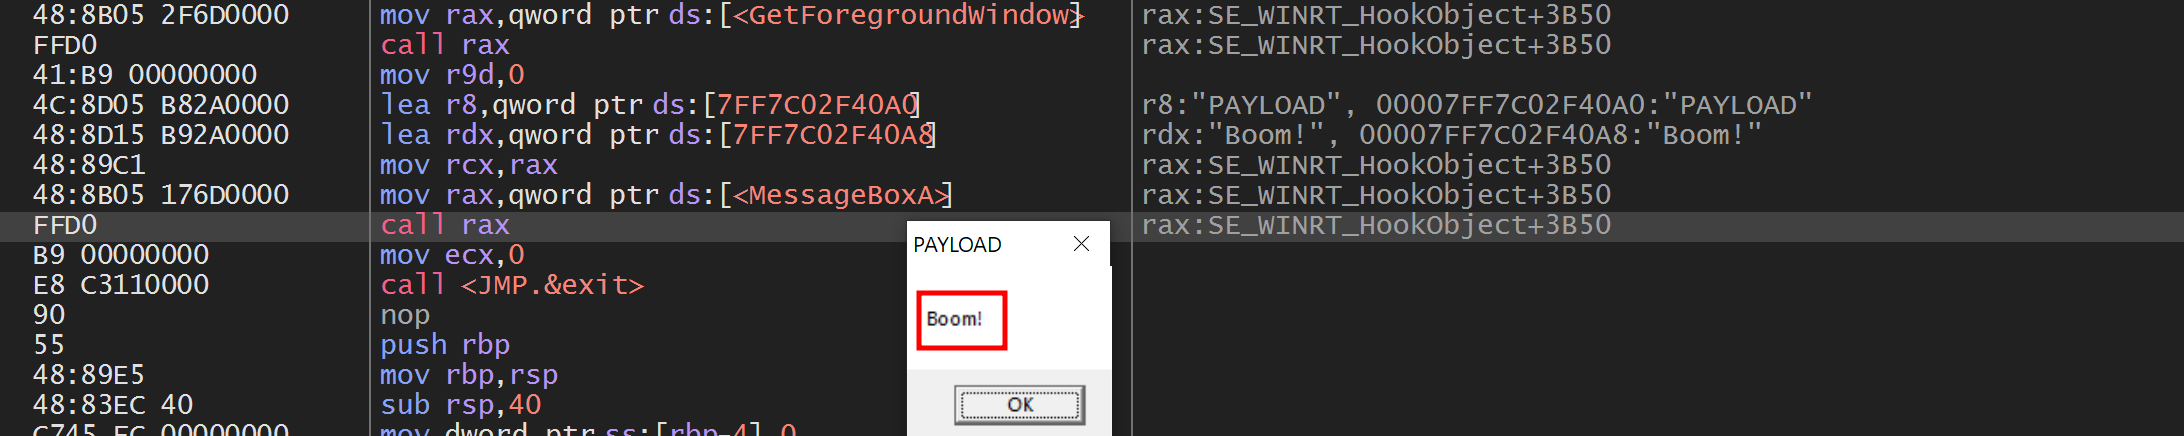 48:8B05 2F6D0000 mov rax,qword ptr ds:[<GetForegroundWindow>] rax:SE_WINRT_HookObject+3B50
FFD0 call rax rax:SE_WINRT_HookObject+3B50
41:B9 00000000 mov r9d,0
4C:8D05 B82A0000 lea r8,qword ptr ds:[7FF7C02F40A0] r8:"PAYLOAD", 00007FF7C02F40A0:"PAYLOAD"
48:8D15 B92A0000 lea rdx,qword ptr ds:[7FF7C02F40A8] rdx:"Boom!", 00007FF7C02F40A8:"Boom!"
48:89C1 mov rcx,rax rax:SE_WINRT_HookObject+3B50
48:8B05 176D0000 mov rax,qword ptr ds:[<MessageBoxA>] rax:SE_WINRT_HookObject+3B50
FFD0 call rax rax:SE_WINRT_HookObject+3B50
B9 00000000 mov ecx,0
E8 C3110000 call <JMP.&exit>
90 nop
55 push rbp
48:89E5 mov rbp,rsp
48:83EC 40 sub rsp,40
C745 FC 00000000 mov dword ptr ss:[rbp-4],0
PAYLOAD
Boom!
OK